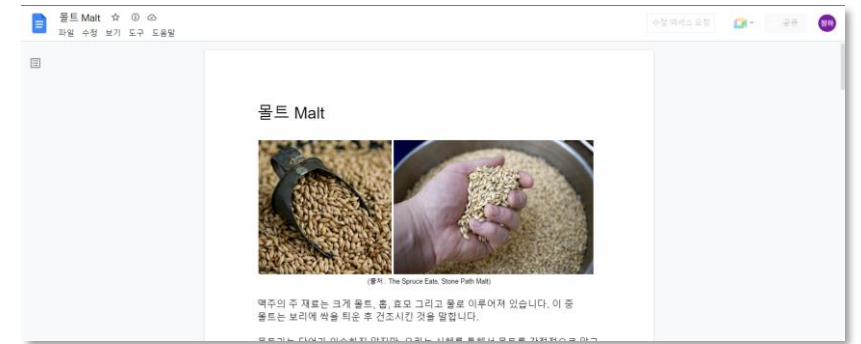 몰트 Malt
파일 수정 보기 도구 도움말
수정 액세스 요청
공유
몰트 Malt
(출처 : The Spruce Eats, Stone Path Malt)
맥주의 주 재료는 크게 몰트, 홉, 효모 그리고 물로 이루어져 있습니다. 이 중
몰트는 보리에 싹을 틔운 후 건조시킨 것을 말합니다.